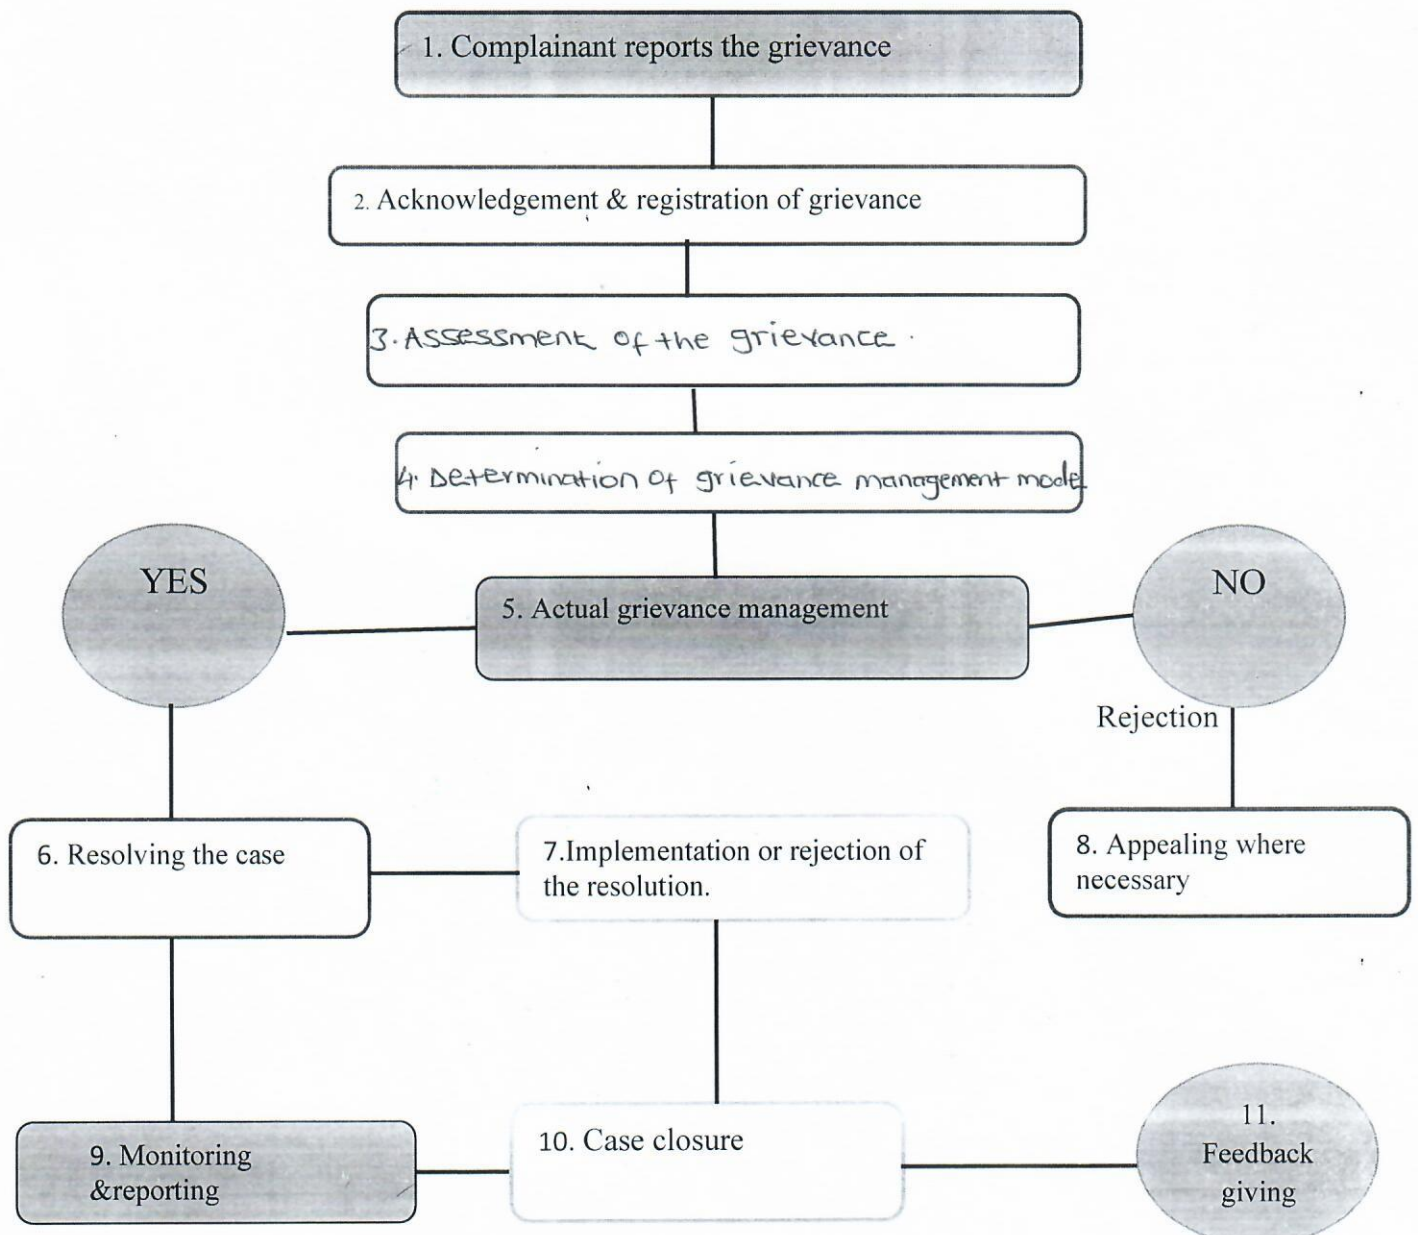 1. Complainant reports the grievance
2. Acknowledgement & registration of grievance
3. Assessment of the grievance.
4. Determination of grievance management model
YES
5. Actual grievance management
NO
Rejection
6. Resolving the case
7.Implementation or rejection of
the resolution.
8. Appealing where
necessary
9. Monitoring
&reporting
10. Case closure
11.
Feedback
giving